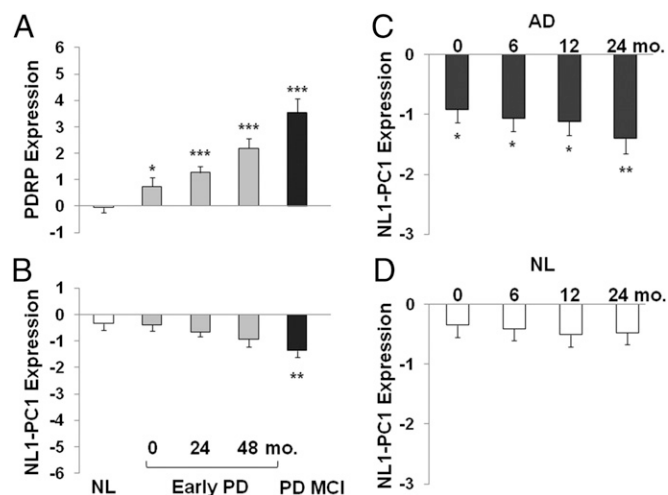 A
PDRP Expression
6
5
4
3
2
1
0
-1
*
***
***
***
B
NL1-PC1 Expression
1
0
-1
-2
-3
-4
-5
-6
**
0 24 48 mo.
NL Early PD PD MCI
C
AD
0 6 12 24 mo.
NL1-PC1 Expression
0
-1
-2
-3
*
*
*
**
D
NL
0 6 12 24 mo.
NL1-PC1 Expression
0
-1
-2
-3